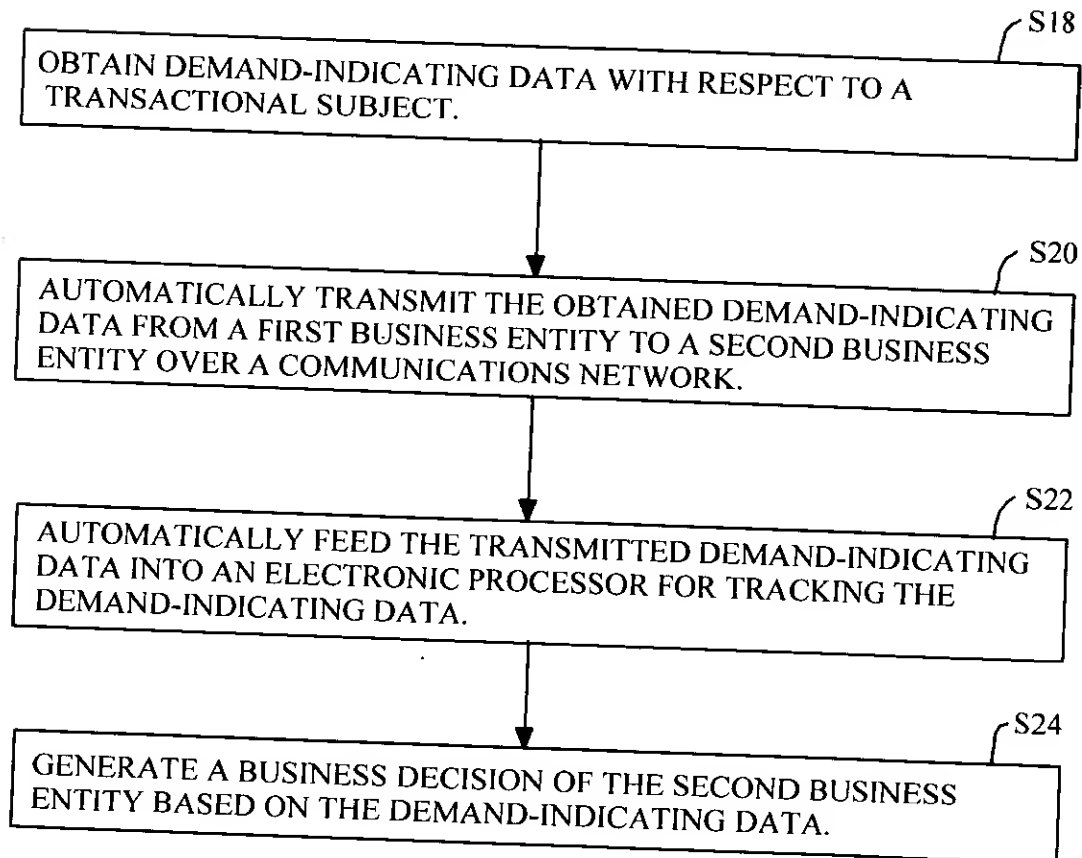 S18
OBTAIN DEMAND-INDICATING DATA WITH RESPECT TO A
TRANSACTIONAL SUBJECT.
S20
AUTOMATICALLY TRANSMIT THE OBTAINED DEMAND-INDICATING
DATA FROM A FIRST BUSINESS ENTITY TO A SECOND BUSINESS
ENTITY OVER A COMMUNICATIONS NETWORK.
S22
AUTOMATICALLY FEED THE TRANSMITTED DEMAND-INDICATING
DATA INTO AN ELECTRONIC PROCESSOR FOR TRACKING THE
DEMAND-INDICATING DATA.
S24
GENERATE A BUSINESS DECISION OF THE SECOND BUSINESS
ENTITY BASED ON THE DEMAND-INDICATING DATA.